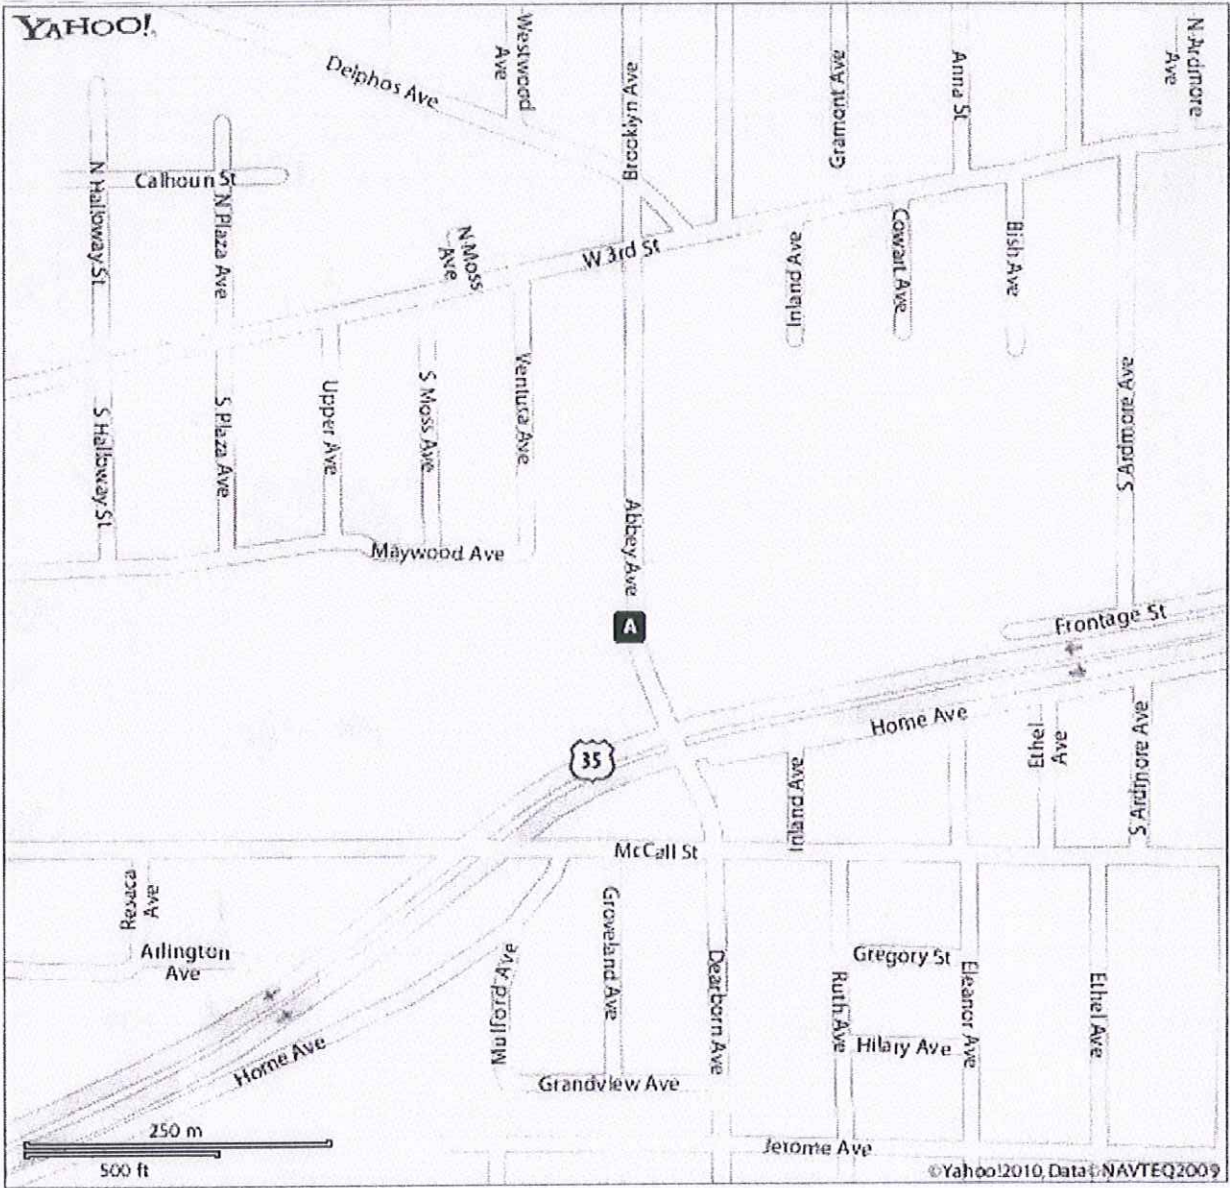 YAHOO!
Westwood
Ave
N Ardmore
Ave
Delphos Ave
Brooklyn Ave
Gramont Ave
Anna St
Calhoun St
N Halloway St
N Plaza Ave
N Moss
Ave
W 3rd St
Inland Ave
Cowart Ave
Bish Ave
S Halloway St
S Plaza Ave
Upper Ave
S Moss Ave
Ventura Ave
S Ardmore Ave
Abbey Ave
Maywood Ave
A
Frontage St
Home Ave
Ethel
Ave
S Ardmore Ave
35
Inland Ave
McCall St
Resaca
Ave
Arlington
Ave
Groveland Ave
Mulford Ave
Dearborn Ave
Gregory St
Ruth Ave
Eleanor Ave
Ethel Ave
Hilary Ave
Home Ave
Grandview Ave
250 m
500 ft
Jerome Ave
©Yahoo!2010, Data©NAVTEQ2009